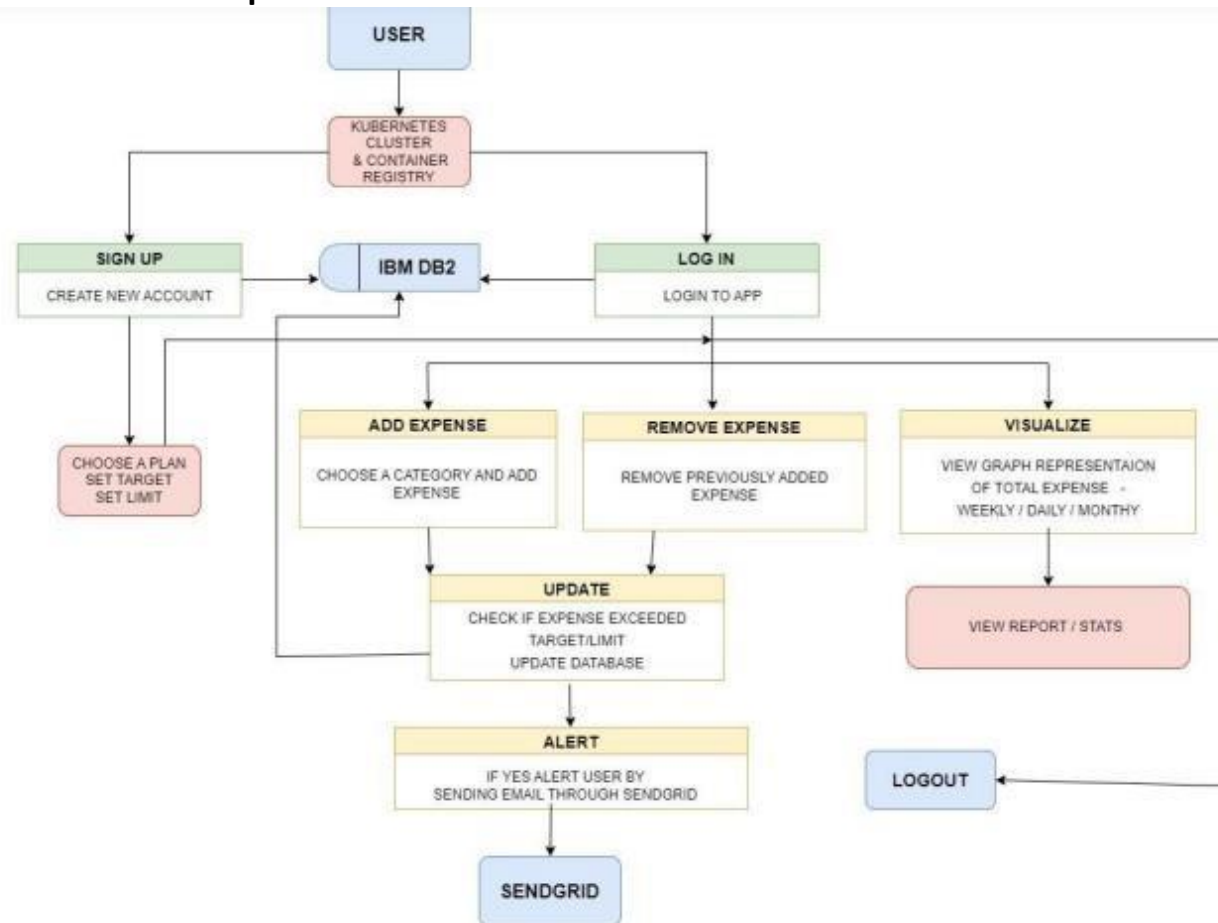 USER
KUBERNETES
CLUSTER
& CONTAINER
REGISTRY
SIGN UP
CREATE NEW ACCOUNT
IBM DB2
LOG IN
LOGIN TO APP
CHOOSE A PLAN
SET TARGET
SET LIMIT
ADD EXPENSE
CHOOSE A CATEGORY AND ADD
EXPENSE
REMOVE EXPENSE
REMOVE PREVIOUSLY ADDED
EXPENSE
VISUALIZE
VIEW GRAPH REPRESENTAION
OF TOTAL EXPENSE -
WEEKLY / DAILY / MONTHY
UPDATE
CHECK IF EXPENSE EXCEEDED
TARGET/LIMIT
UPDATE DATABASE
VIEW REPORT / STATS
ALERT
IF YES ALERT USER BY
SENDING EMAIL THROUGH SENDGRID
LOGOUT
SENDGRID